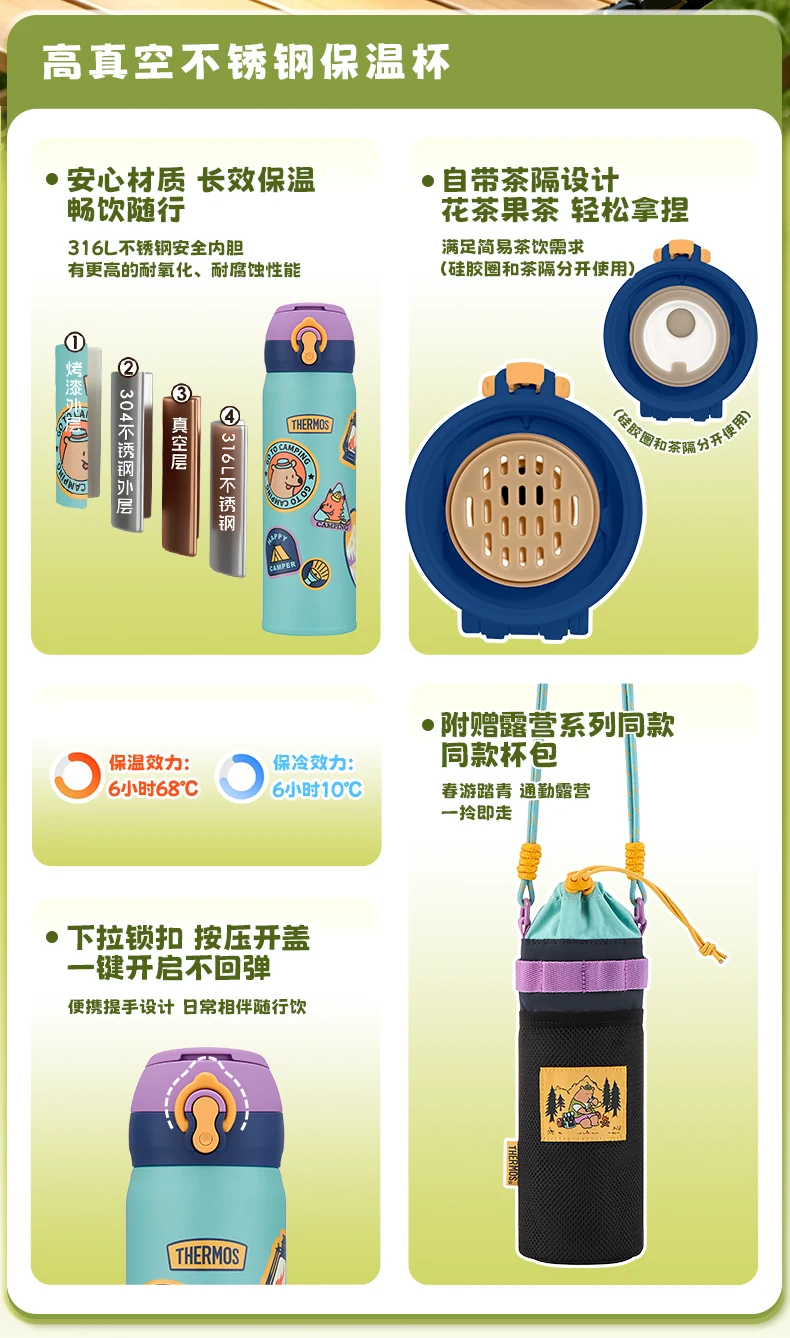 高真空不锈钢保温杯
安心材质 长效保温
畅饮随行
316L不锈钢安全内胆
有更高的耐氧化、耐腐蚀性能
①
烤漆外层
②
304不锈钢外层
③
真空层
④
316L不锈钢
THERMOS
GO TO CAMPING
GO TO CAMPING
CAMPING
HAPPY
CAMPER
自带茶隔设计
花茶果茶 轻松拿捏
满足简易茶饮需求
(硅胶圈和茶隔分开使用)
(硅胶圈和茶隔分开使用)
保温效力:
6小时68℃
保冷效力:
6小时10℃
附赠露营系列同款
同款杯包
春游踏青 通勤露营
一拎即走
THERMOS
下拉锁扣 按压开盖
一键开启不回弹
便携提手设计 日常相伴随行饮
THERMOS